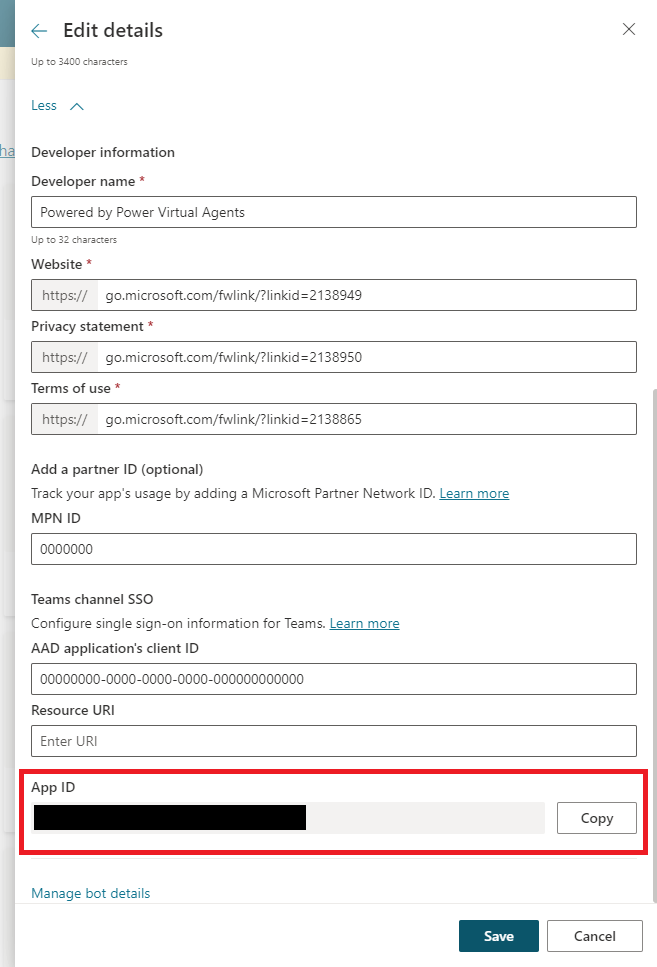 Edit details
Up to 3400 characters
Less
ha
Developer information
Developer name *
Powered by Power Virtual Agents
Up to 32 characters
Website *
https:// go.microsoft.com/fwlink/?linkid=2138949
Privacy statement *
https:// go.microsoft.com/fwlink/?linkid=2138950
Terms of use *
https:// go.microsoft.com/fwlink/?linkid=2138865
Add a partner ID (optional)
Track your app's usage by adding a Microsoft Partner Network ID. Learn more
MPN ID
0000000
Teams channel SSO
Configure single sign-on information for Teams. Learn more
AAD application's client ID
00000000-0000-0000-0000-000000000000
Resource URI
Enter URI
App ID
Copy
Manage bot details
Save Cancel